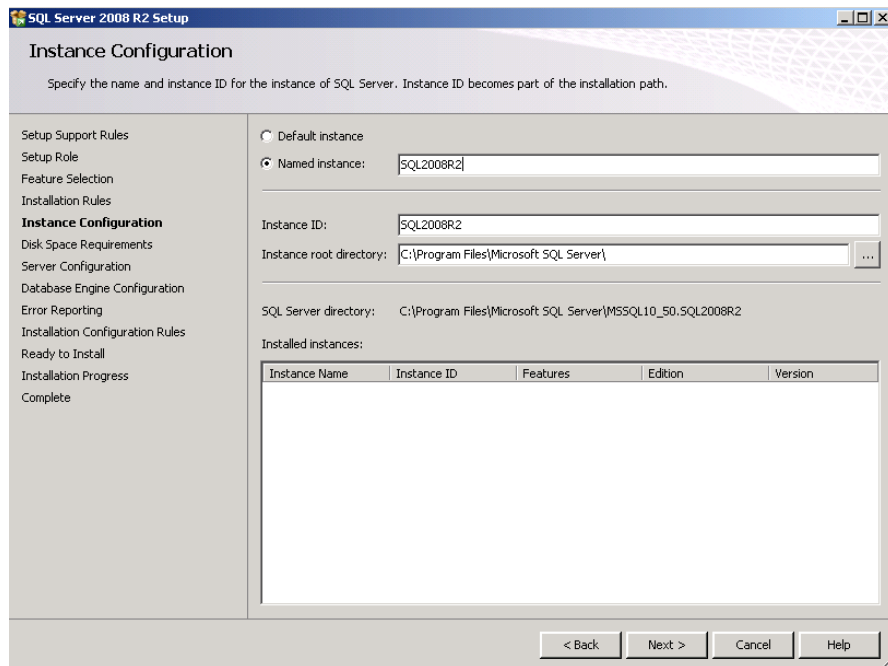 SQL Server 2008 R2 Setup
Instance Configuration
Specify the name and instance ID for the instance of SQL Server. Instance ID becomes part of the installation path.
Setup Support Rules
Setup Role
Feature Selection
Installation Rules
Instance Configuration
Disk Space Requirements
Server Configuration
Database Engine Configuration
Error Reporting
Installation Configuration Rules
Ready to Install
Installation Progress
Complete
Default instance
Named instance: SQL2008R2
Instance ID: SQL2008R2
Instance root directory: C:\Program Files\Microsoft SQL Server\ ...
SQL Server directory: C:\Program Files\Microsoft SQL Server\MSSQL10_50.SQL2008R2
Installed instances:
Instance Name Instance ID Features Edition Version
< Back Next > Cancel Help